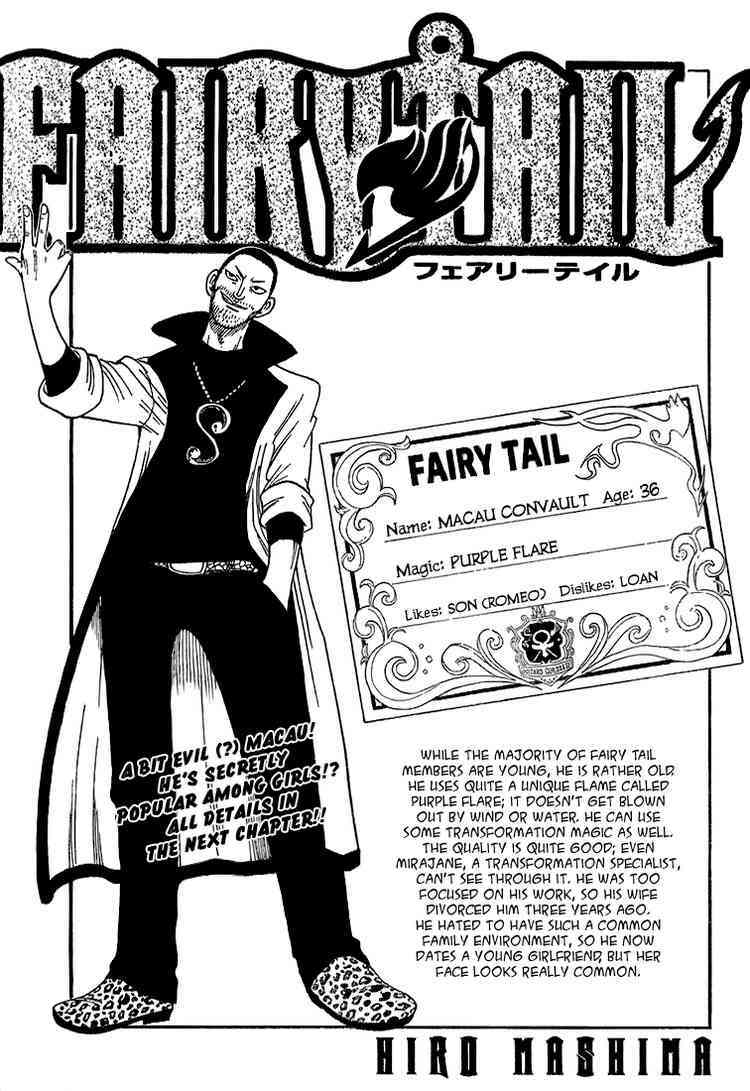 FAIRY TAIL
フェアリーテイル
S
FAIRY TAIL
Name: MACAU CONVAULT Age: 36
Magic: PURPLE FLARE
Likes: SON (ROMEO) Dislikes: LOAN
A BIT EVIL (?) MACAU!
HE'S SECRETLY
POPULAR AMONG GIRLS!?
ALL DETAILS IN
THE NEXT CHAPTER!!
WHILE THE MAJORITY OF FAIRY TAIL
MEMBERS ARE YOUNG, HE IS RATHER OLD.
HE USES QUITE A UNIQUE FLAME CALLED
PURPLE FLARE; IT DOESN'T GET BLOWN
OUT BY WIND OR WATER. HE CAN USE
SOME TRANSFORMATION MAGIC AS WELL.
THE QUALITY IS QUITE GOOD; EVEN
MIRAJANE, A TRANSFORMATION SPECIALIST,
CAN'T SEE THROUGH IT. HE WAS TOO
FOCUSED ON HIS WORK, SO HIS WIFE
DIVORCED HIM THREE YEARS AGO.
HE HATED TO HAVE SUCH A COMMON
FAMILY ENVIRONMENT, SO HE NOW
DATES A YOUNG GIRLFRIEND, BUT HER
FACE LOOKS REALLY COMMON.
HIRO MASHIMA